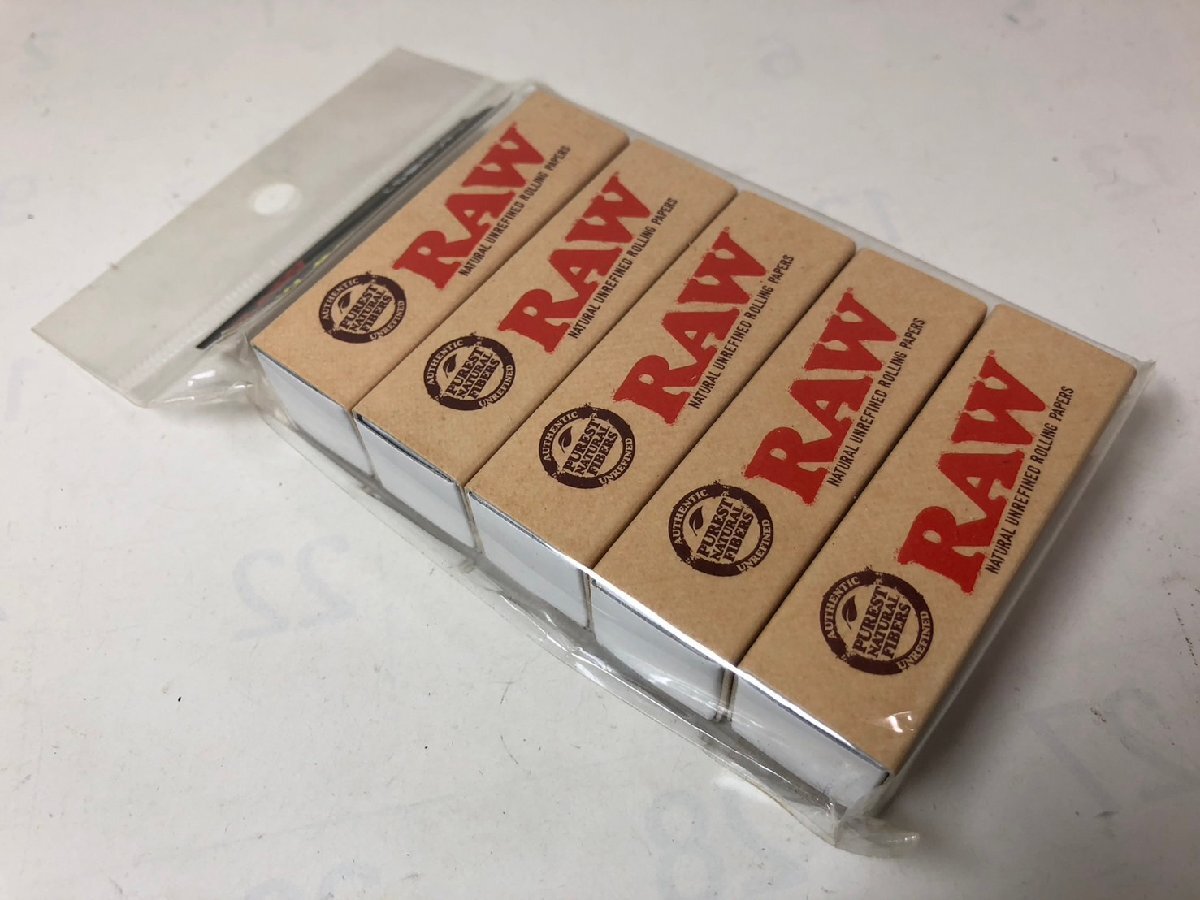 RAW
NATURAL UNREFINED ROLLING PAPERS
AUTHENTIC
PUREST
NATURAL
FIBERS
UNREFINED
RAW
NATURAL UNREFINED ROLLING PAPERS
AUTHENTIC
PUREST
NATURAL
FIBERS
UNREFINED
RAW
NATURAL UNREFINED ROLLING PAPERS
AUTHENTIC
PUREST
NATURAL
FIBERS
UNREFINED
RAW
NATURAL UNREFINED ROLLING PAPERS
AUTHENTIC
PUREST
NATURAL
FIBERS
UNREFINED
RAW
NATURAL UNREFINED ROLLING PAPERS
AUTHENTIC
PUREST
NATURAL
FIBERS
UNREFINED
22